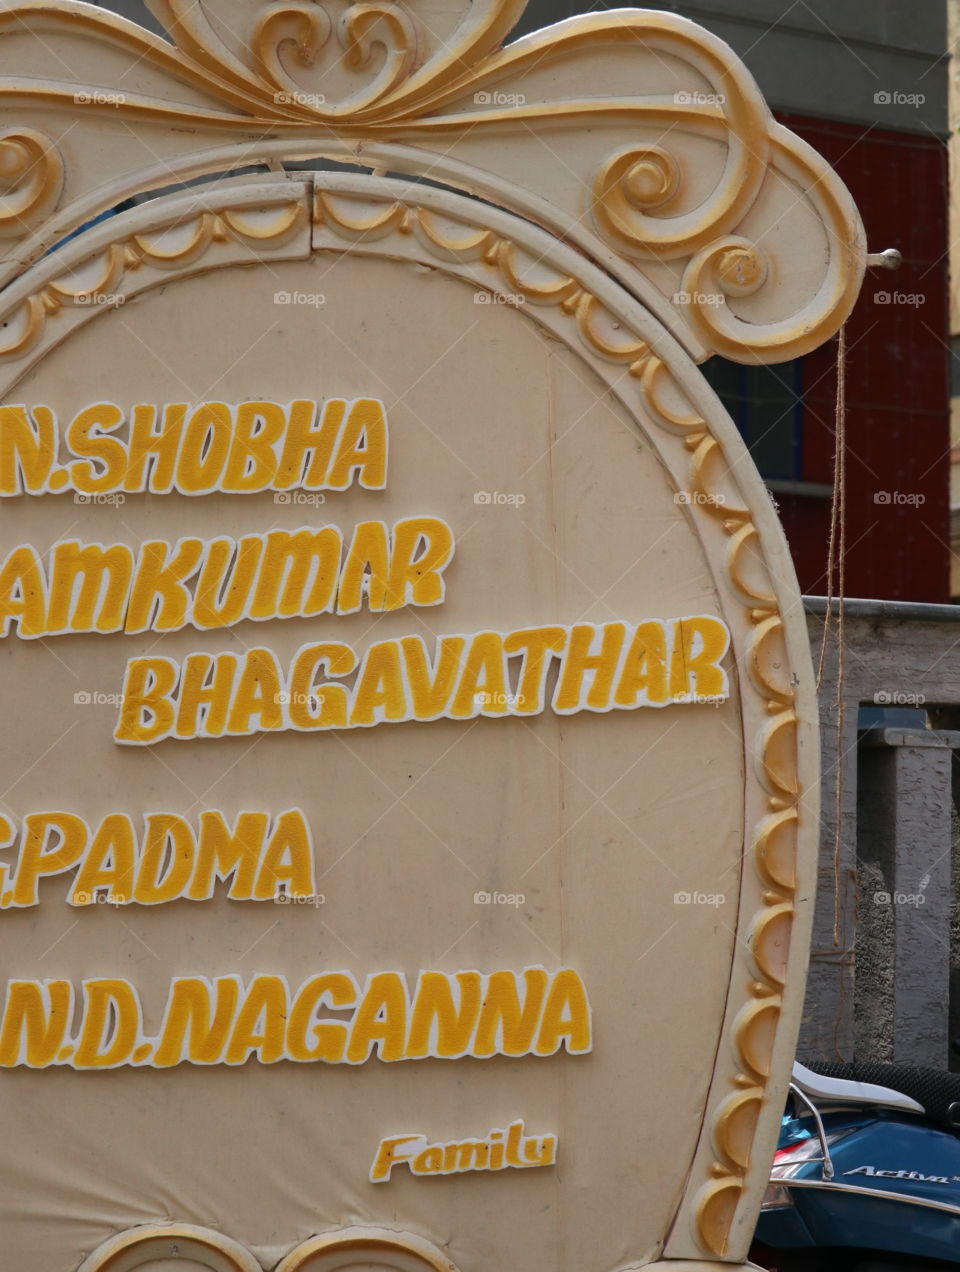 N.SHOBHA
AMKUMAR
BHAGAVATHAR
G.PADMA
N.D.NAGANNA
Family
Activa